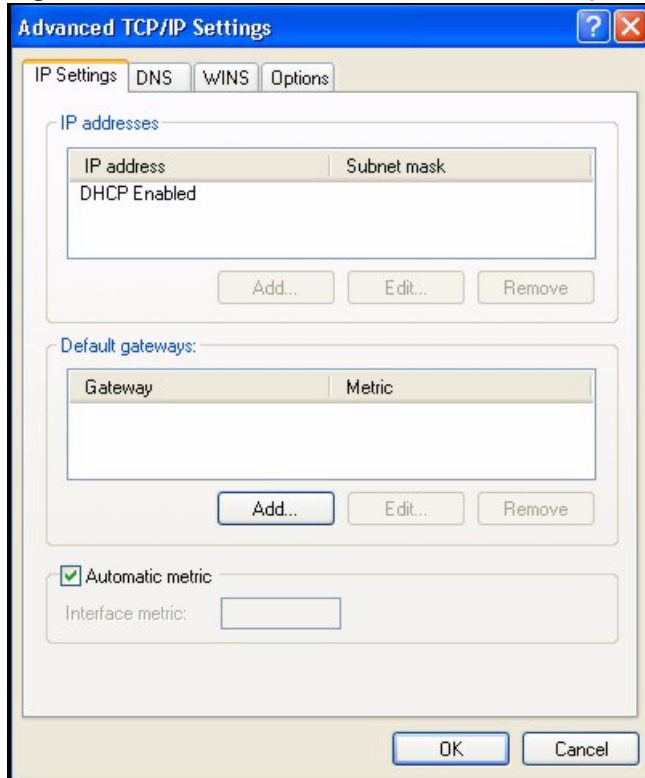 Advanced TCP/IP Settings
IP Settings DNS WINS Options
IP addresses
IP address Subnet mask
DHCP Enabled
Add... Edit... Remove
Default gateways:
Gateway Metric
Add... Edit... Remove
Automatic metric
Interface metric:
OK Cancel